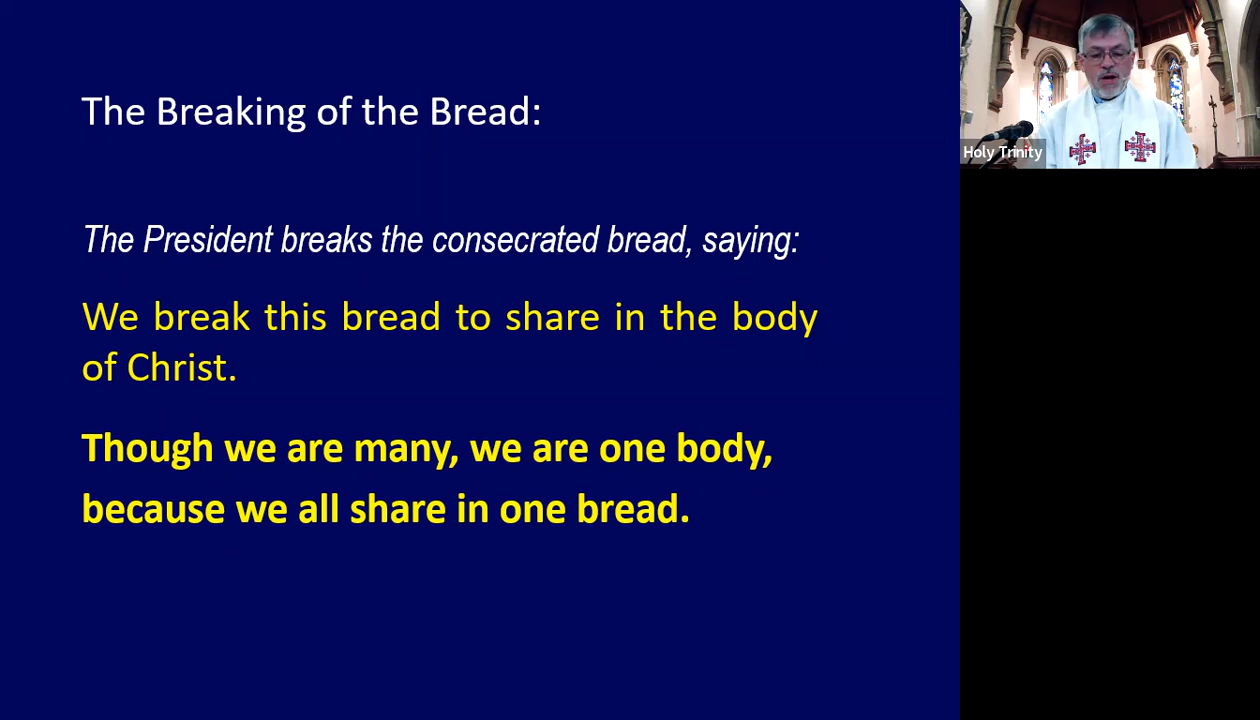 The Breaking of the Bread:
The President breaks the consecrated bread, saying:
We break this bread to share in the body
of Christ.
Though we are many, we are one body,
because we all share in one bread.
Holy Trinity